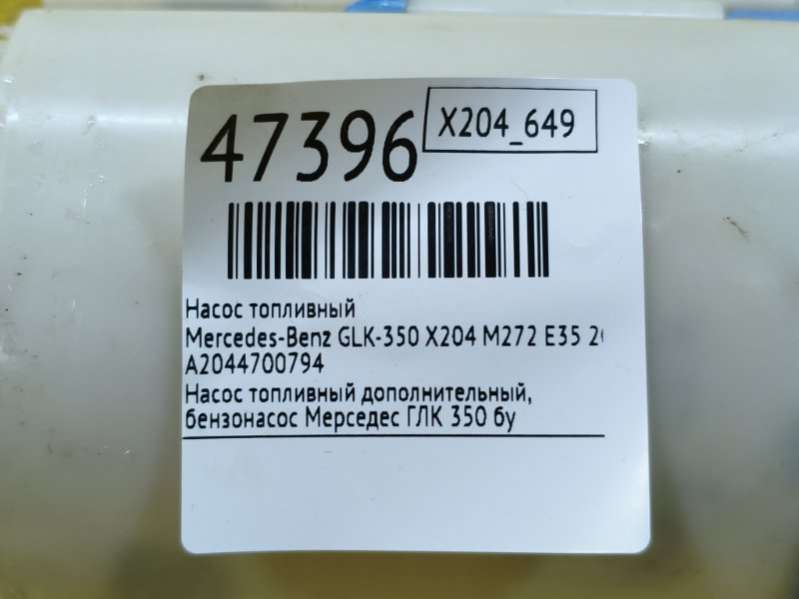 47396
X204_649
Насос топливный
Mercedes-Benz GLK-350 X204 M272 E35
A2044700794
Насос топливный дополнительный,
бензонасос Мерседес ГЛК 350 бу